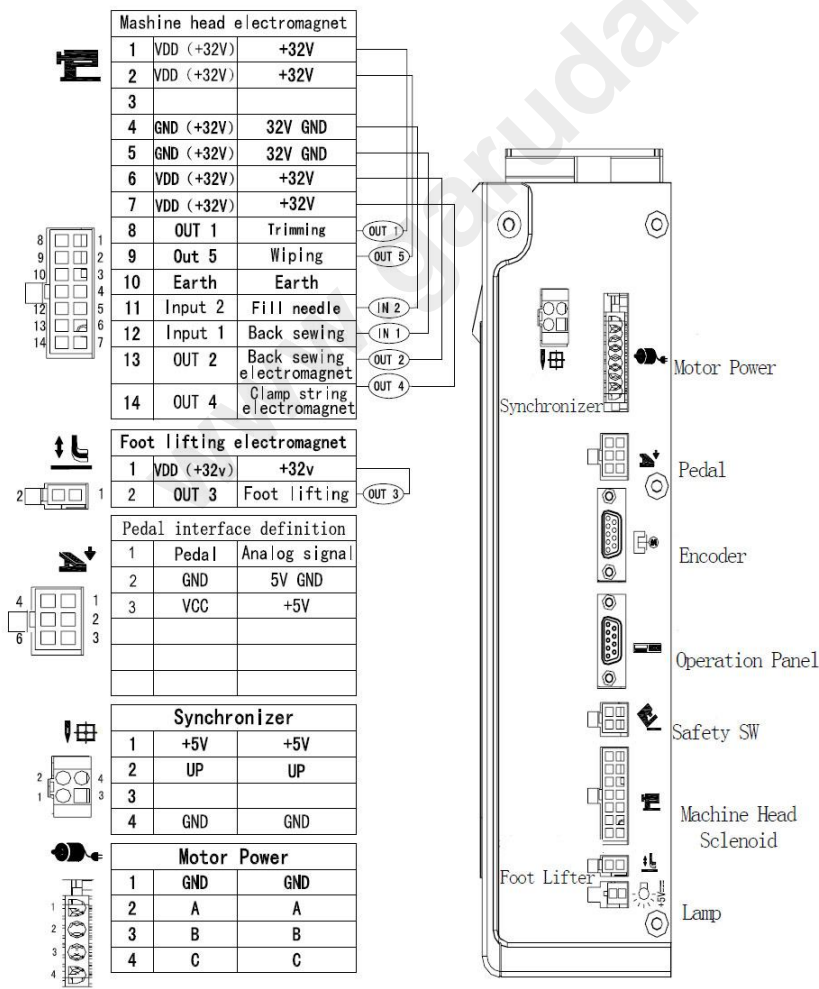 Mashine head electromagnet
1 VDD (+32V) +32V
2 VDD (+32V) +32V
3
4 GND (+32V) 32V GND
5 GND (+32V) 32V GND
6 VDD (+32V) +32V
7 VDD (+32V) +32V
8 OUT 1 Trimming OUT 1
9 Out 5 Wiping OUT 5
10 Earth Earth
11 Input 2 Fill needle IN 2
12 Input 1 Back sewing IN 1
13 OUT 2 Back sewing electromagnet OUT 2
14 OUT 4 Clamp string electromagnet OUT 4
8 1
9 2
10 3
4
12 5
13 6
14 7
Foot lifting electromagnet
1 VDD (+32v) +32v
2 OUT 3 Foot lifting OUT 3
2 1
Pedal interface definition
1 Pedal Analog signal
2 GND 5V GND
3 VCC +5V
4 1
2
6 3
Synchronizer
1 +5V +5V
2 UP UP
3
4 GND GND
2 4
1 3
Motor Power
1 GND GND
2 A A
3 B B
4 C C
1
2
3
4
Motor Power
Synchronizer
Pedal
Encoder
Operation Panel
Safety SW
Machine Head
Sclenoid
Foot Lifter
+5V
Lamp